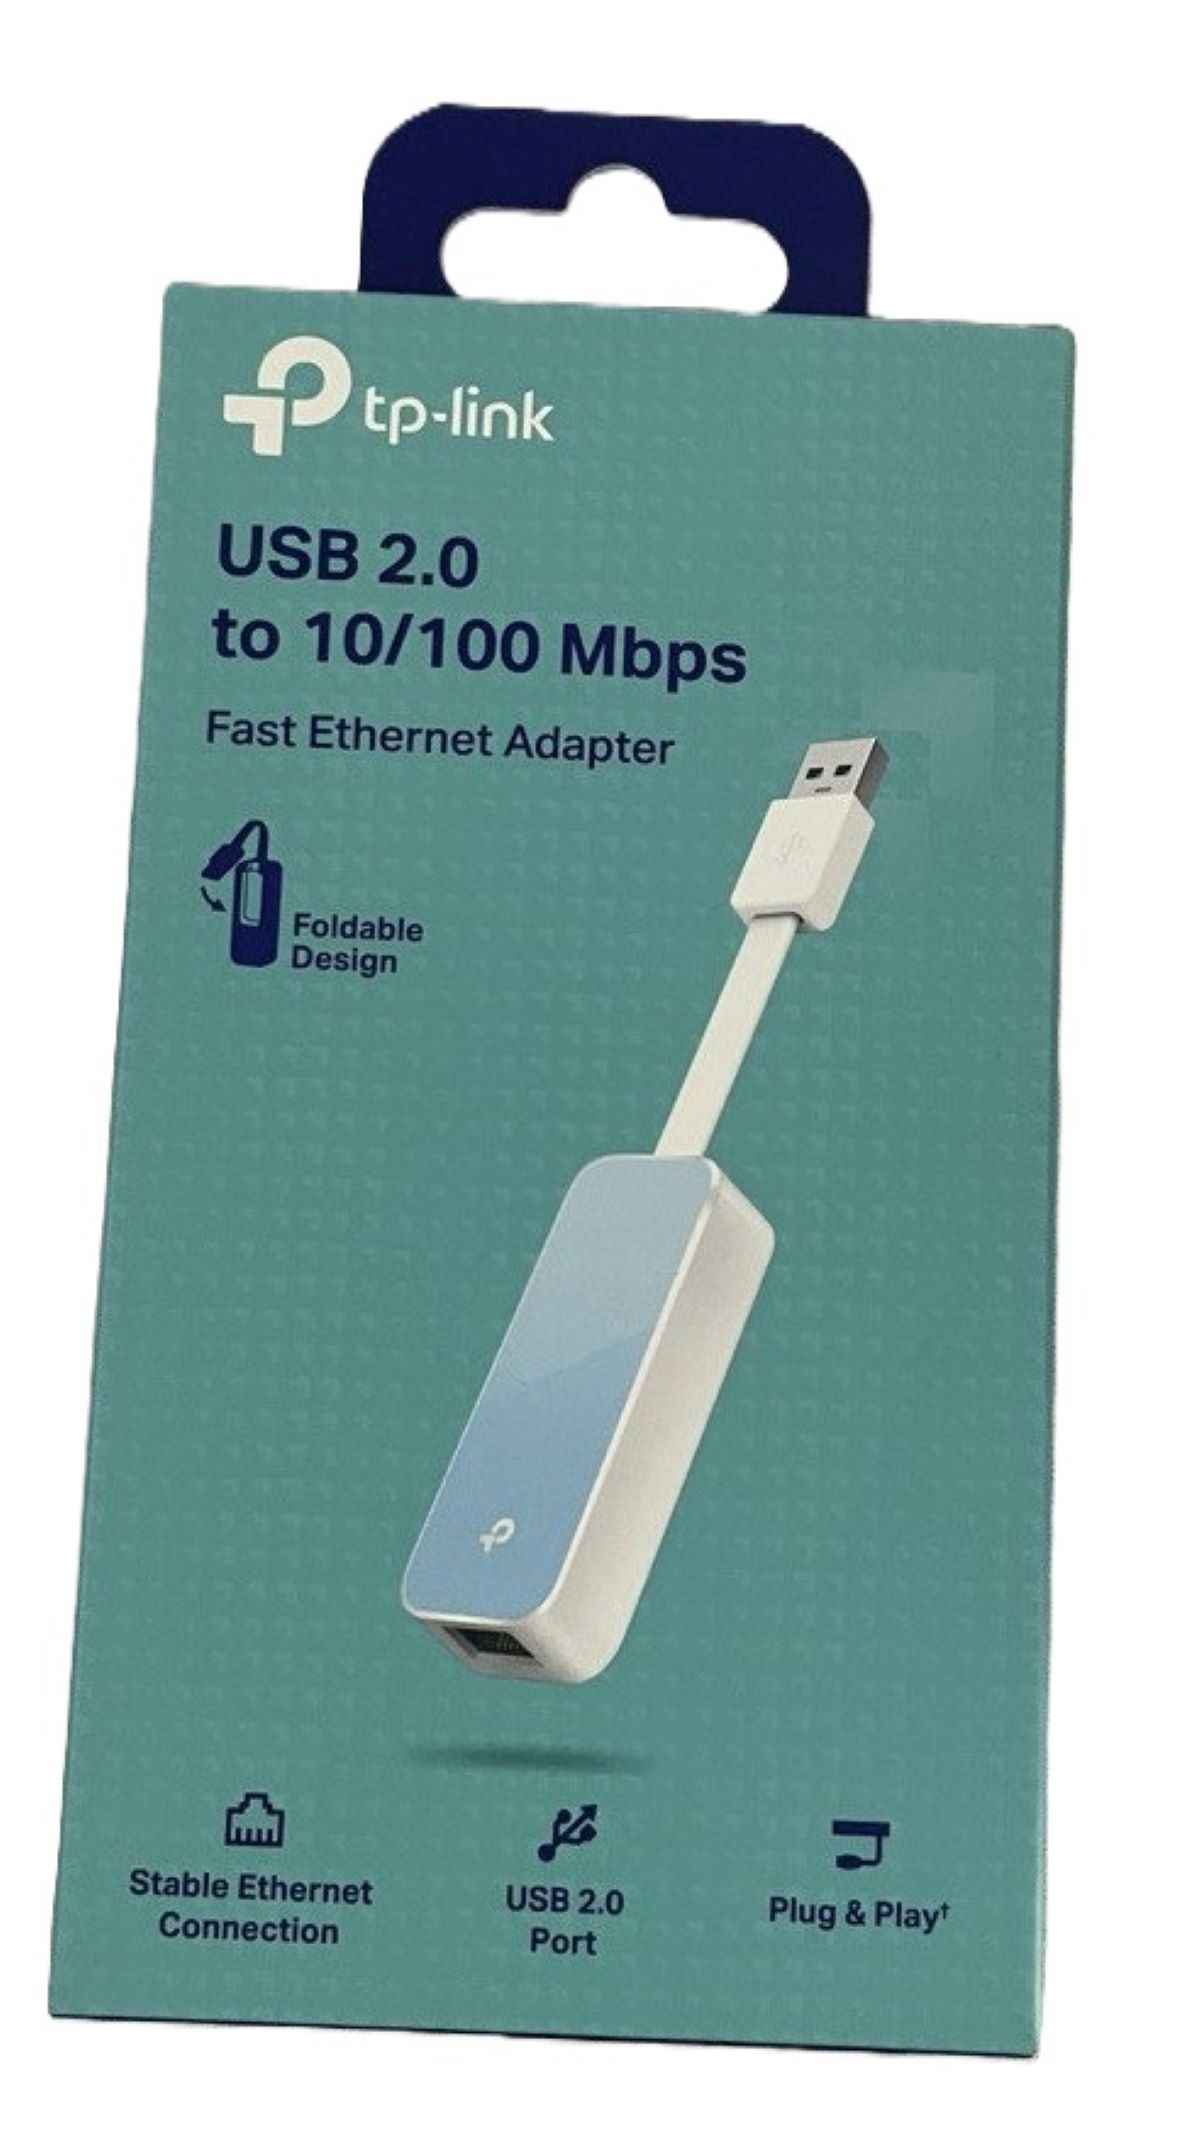 tp-link
USB 2.0
to 10/100 Mbps
Fast Ethernet Adapter
Foldable
Design
Stable Ethernet
Connection
USB 2.0
Port
Plug & Play†